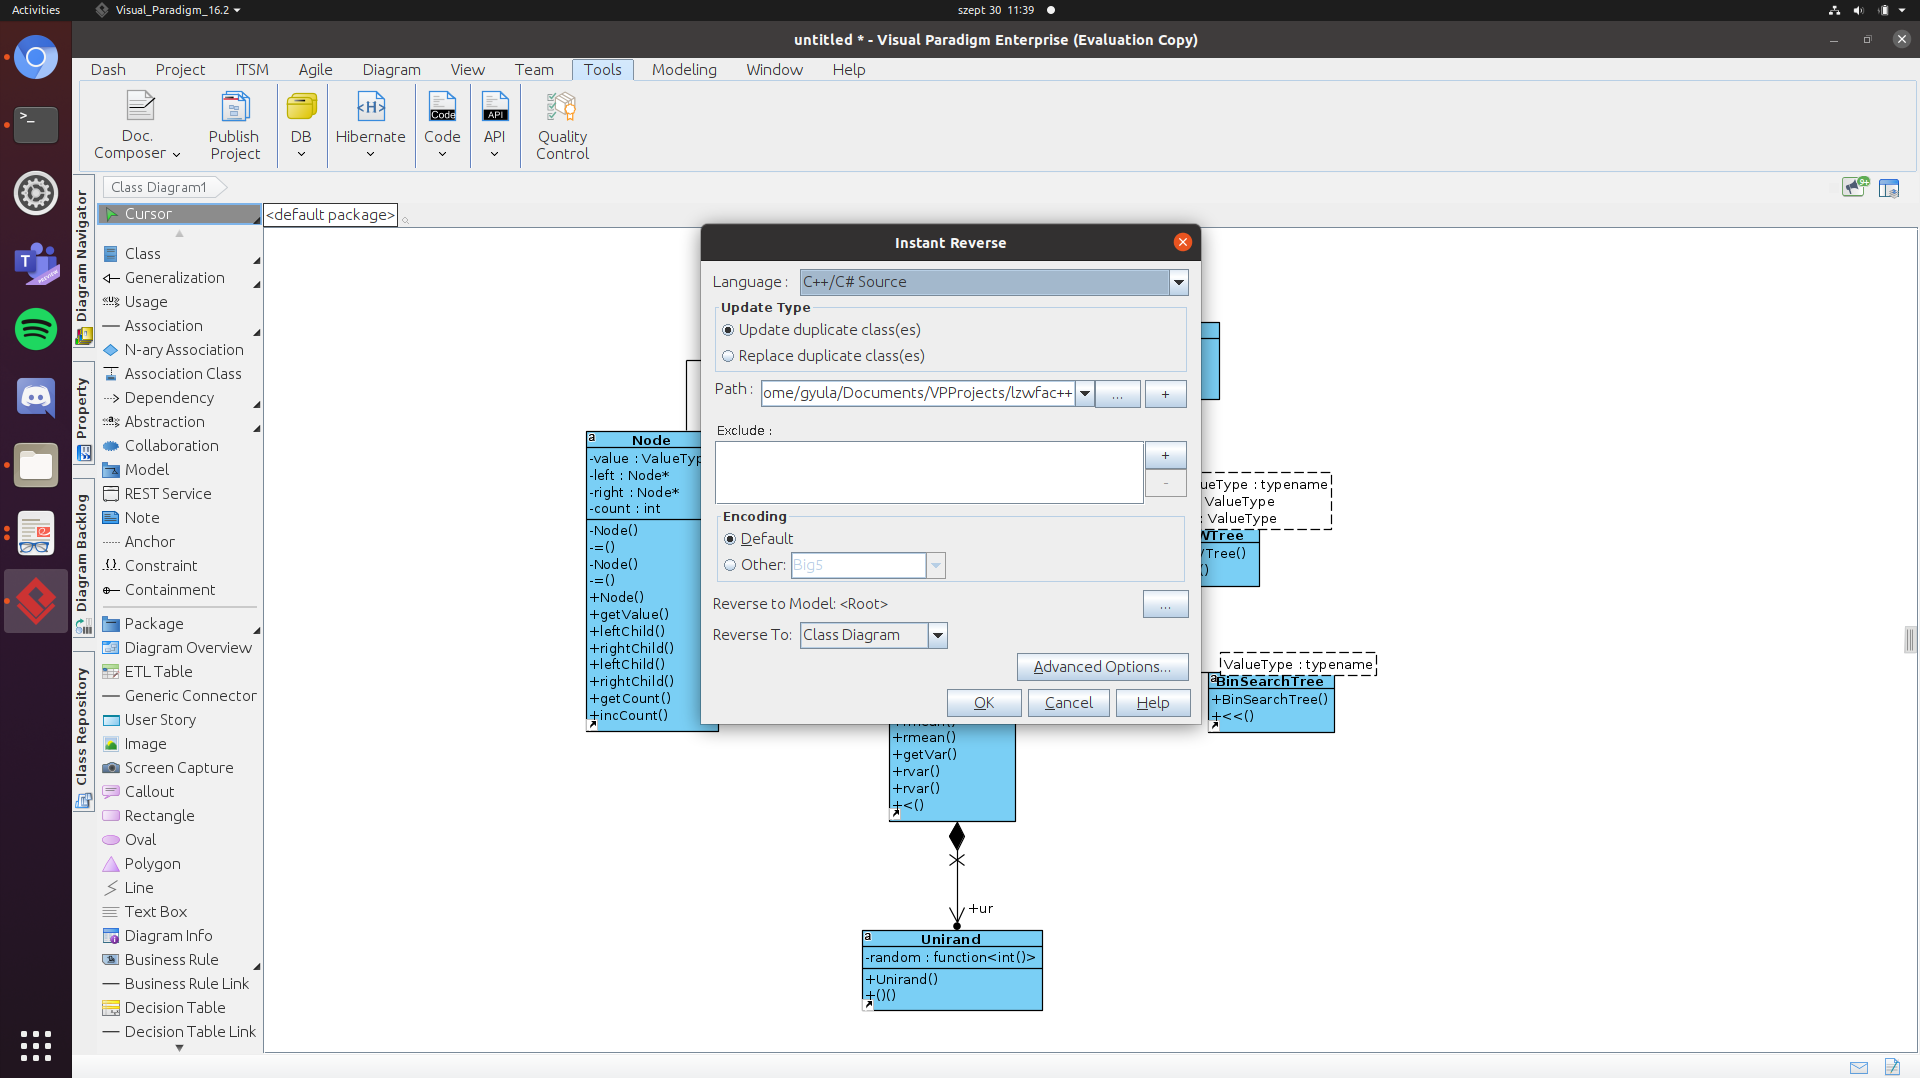 Activities
Visual_Paradigm_16.2
szept 30 11:39
untitled * - Visual Paradigm Enterprise (Evaluation Copy)
Dash Project ITSM Agile Diagram View Team Tools Modeling Window Help
Doc. Composer
Publish Project
DB
Hibernate
Code
Code
API
API
Quality Control
Class Diagram1
9+
Diagram Navigator
Property
Diagram Backlog
Class Repository
Cursor
Class
Generalization
Usage
Association
N-ary Association
Association Class
Dependency
Abstraction
Collaboration
Model
REST Service
Note
Anchor
Constraint
Containment
Package
Diagram Overview
ETL Table
Generic Connector
User Story
Image
Screen Capture
Callout
Rectangle
Oval
Polygon
Line
Text Box
Diagram Info
Business Rule
Business Rule Link
Decision Table
Decision Table Link
<default package>
Node
-value : ValueTyp
-left : Node*
-right : Node*
-count : int
-Node()
-=()
-Node()
-=()
+Node()
+getValue()
+leftChild()
+rightChild()
+leftChild()
+rightChild()
+getCount()
+incCount()
Instant Reverse
Language : C++/C# Source
Update Type
Update duplicate class(es)
Replace duplicate class(es)
Path : ome/gyula/Documents/VPProjects/lzwfac++ ... +
Exclude :
+
-
Encoding
Default
Other: Big5
Reverse to Model: <Root> ...
Reverse To: Class Diagram
Advanced Options...
OK Cancel Help
ueType : typename
ValueType
: ValueType
WTree
Tree()
()
ValueType : typename
BinSearchTree
+BinSearchTree()
+<<()
+rmean()
+getVar()
+rvar()
+rvar()
+<()
+ur
Unirand
-random : function<int()>
+Unirand()
+()()